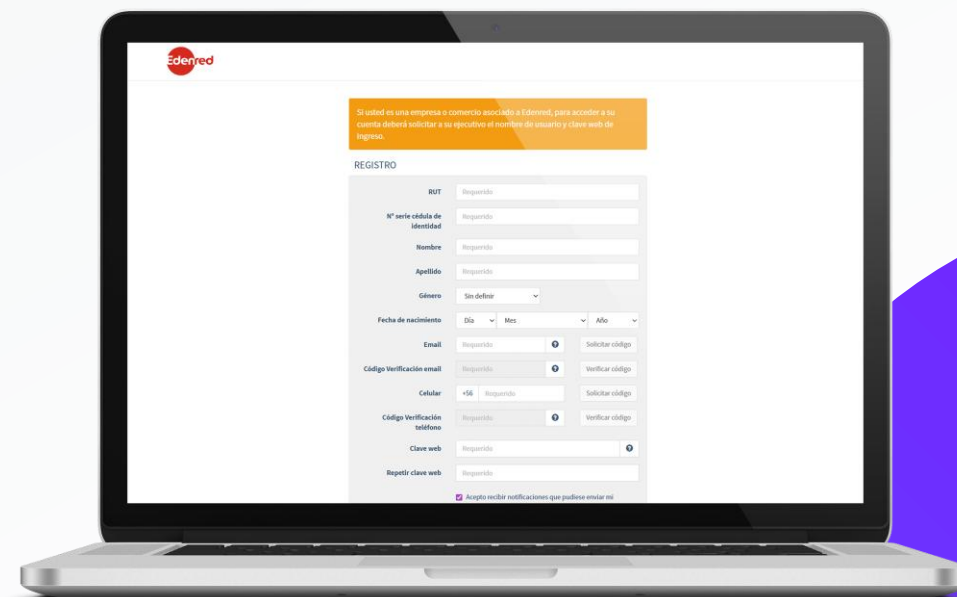 Edenred
Si usted es una empresa o comercio asociado a Edenred, para acceder a su
cuenta deberá solicitar a su ejecutivo el nombre de usuario y clave web de
ingreso.
REGISTRO
RUT Requerido
N° serie cédula de Requerido
identidad
Nombre Requerido
Apellido Requerido
Género Sin definir
Fecha de nacimiento Día Mes Año
Email Requerido Solicitar código
Código Verificación email Requerido Verificar código
Celular +56 Requerido Solicitar código
Código Verificación Requerido Verificar código
teléfono
Clave web Requerido
Repetir clave web Requerido
Acepto recibir notificaciones que pudiese enviar mi